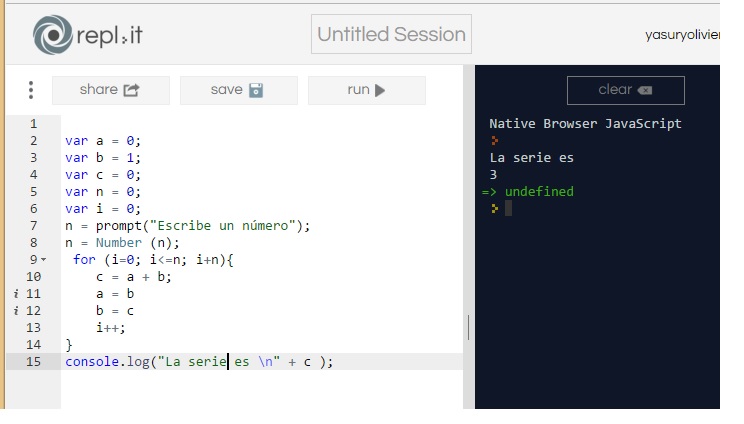 repl.it
Untitled Session
yasuryolivie
share
save
run
clear
1
2 var a = 0;
3 var b = 1;
4 var c = 0;
5 var n = 0;
6 var i = 0;
7 n = prompt("Escribe un número");
8 n = Number (n);
9 for (i=0; i<=n; i+n){
10 c = a + b;
i 11 a = b
i 12 b = c
13 i++;
14 }
15 console.log("La serie es \n" + c );
Native Browser JavaScript
La serie es
3
=> undefined